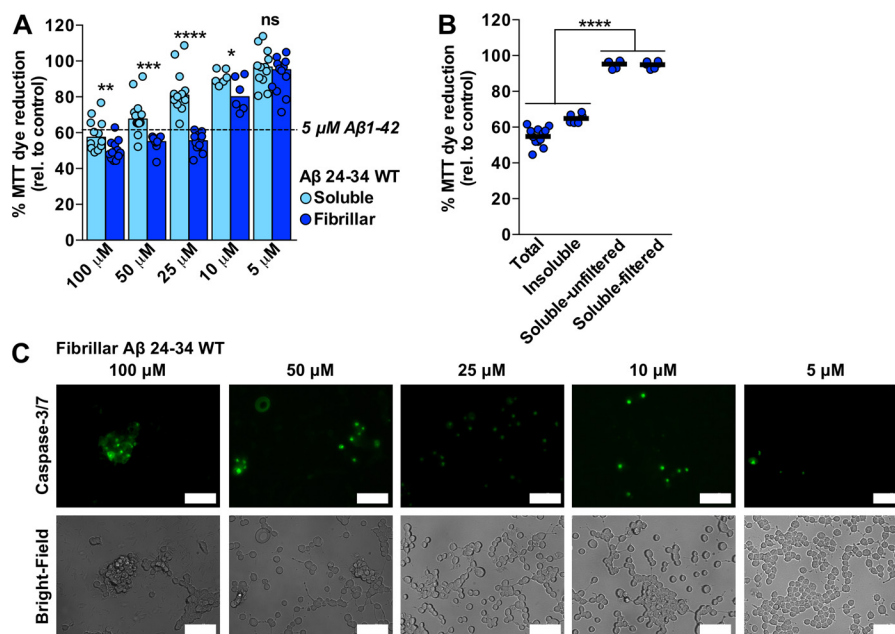 A
% MTT dye reduction
(rel. to control)
120
100
80
60
40
20
0
**
***
****
*
ns
5 µM Aβ1-42
Aβ 24-34 WT
Soluble
Fibrillar
100 µM
50 µM
25 µM
10 µM
5 µM
B
% MTT dye reduction
(rel. to control)
120
100
80
60
40
20
0
****
Total
Insoluble
Soluble-unfiltered
Soluble-filtered
C
Fibrillar Aβ 24-34 WT
100 µM
50 µM
25 µM
10 µM
5 µM
Caspase-3/7
Bright-Field